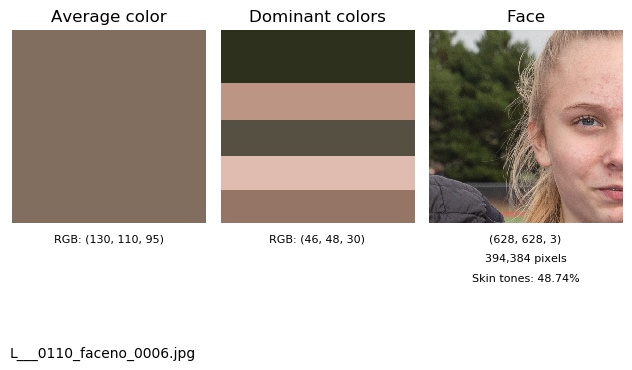 Average color
Dominant colors
Face
RGB: (130, 110, 95)
RGB: (46, 48, 30)
(628, 628, 3)
394,384 pixels
Skin tones: 48.74%
L___0110_faceno_0006.jpg